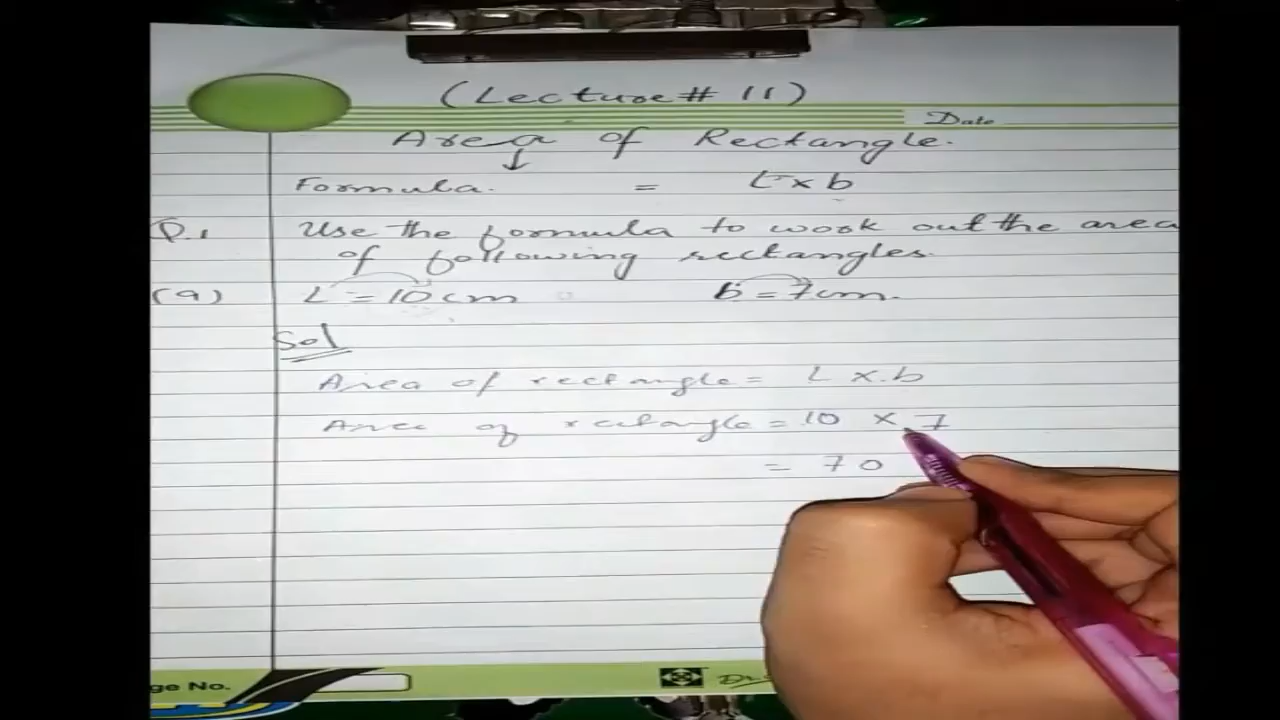 (Lecture # 11)
Date
Area of Rectangle.
Formula. = L x b
Q.1 Use the formula to work out the area
of following rectangles.
(a) L = 10cm b = 7cm.
Sol
Area of rectangle = L x b
Area of rectangle = 10 x 7
= 70
ge No.